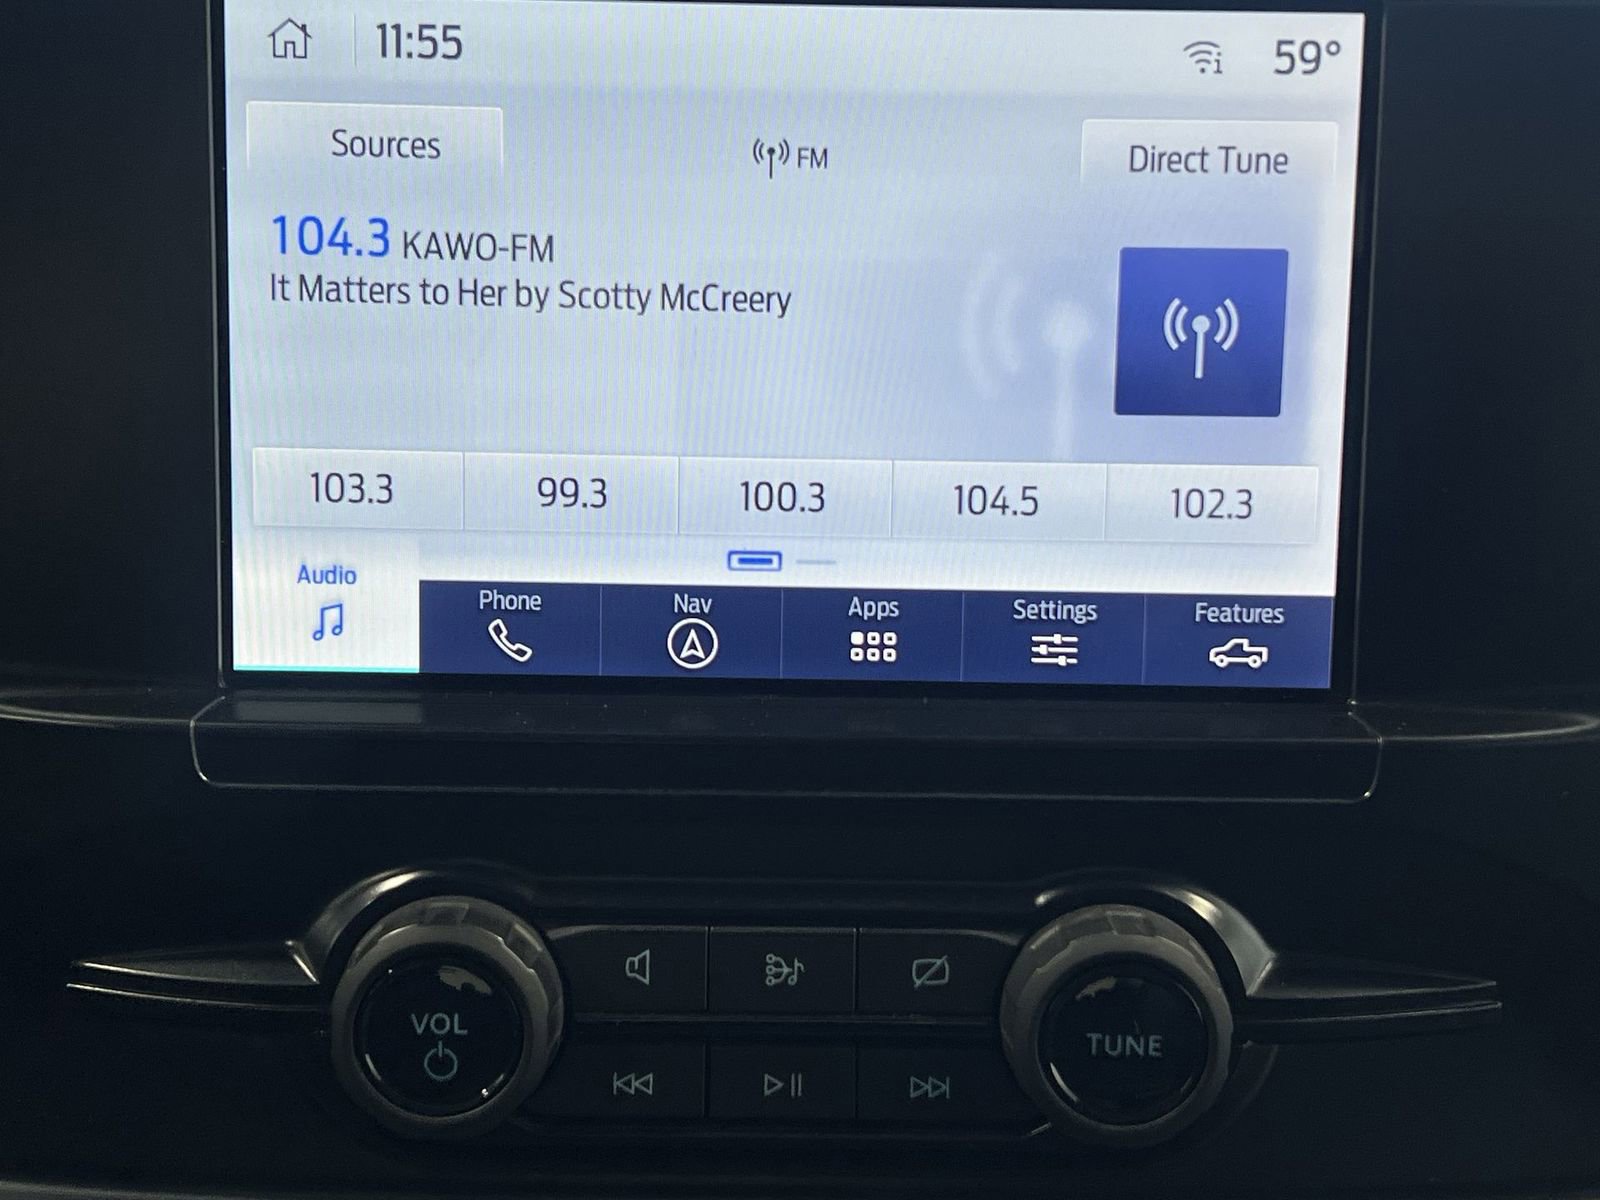 11:55
59°
Sources
FM
Direct Tune
104.3 KAWO-FM
It Matters to Her by Scotty McCreery
103.3
99.3
100.3
104.5
102.3
Audio
Phone
Nav
Apps
Settings
Features
VOL
TUNE